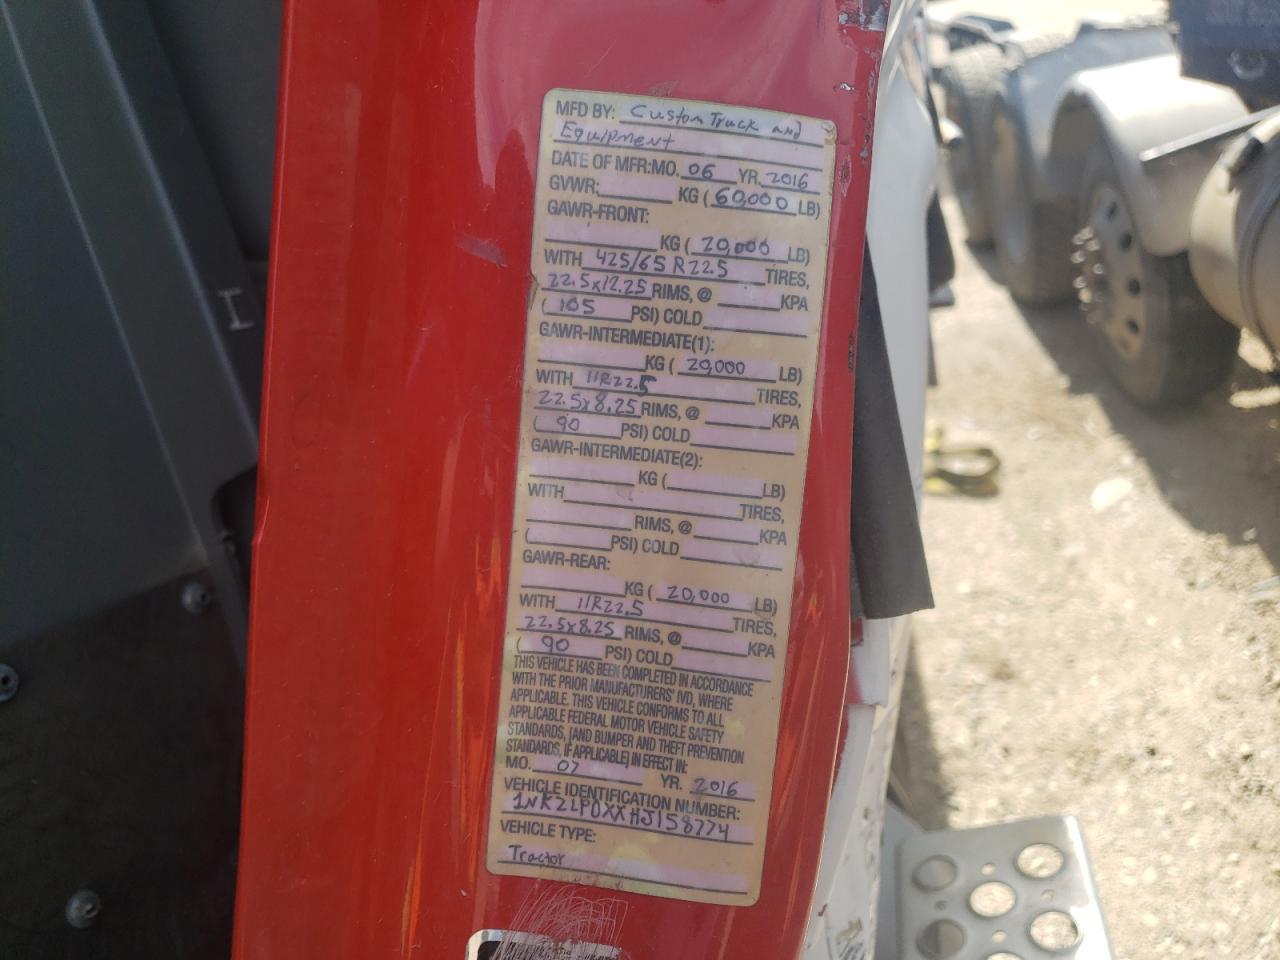 MFD BY: Custom Truck and
Equipment
DATE OF MFR:MO. 06 YR. 2016
GVWR: KG ( 60,000 LB)
GAWR-FRONT:
KG ( 20,000 LB)
WITH 425/65 R22.5 TIRES,
22.5x12.25 RIMS, @ KPA
( 105 PSI) COLD
GAWR-INTERMEDIATE(1):
KG ( 20,000 LB)
WITH 11R22.5 TIRES,
22.5x8.25 RIMS, @ KPA
( 90 PSI) COLD
GAWR-INTERMEDIATE(2):
KG ( LB)
WITH TIRES,
RIMS, @ KPA
( PSI) COLD
GAWR-REAR:
KG ( 20,000 LB)
WITH 11R22.5 TIRES,
22.5x8.25 RIMS, @ KPA
( 90 PSI) COLD
THIS VEHICLE HAS BEEN COMPLETED IN ACCORDANCE
WITH THE PRIOR MANUFACTURERS' IVD, WHERE
APPLICABLE. THIS VEHICLE CONFORMS TO ALL
APPLICABLE FEDERAL MOTOR VEHICLE SAFETY
STANDARDS, [AND BUMPER AND THEFT PREVENTION
STANDARDS, IF APPLICABLE] IN EFFECT IN:
MO. 07 YR. 2016
VEHICLE IDENTIFICATION NUMBER:
1NKZLP0XXHJ158774
VEHICLE TYPE:
Tractor